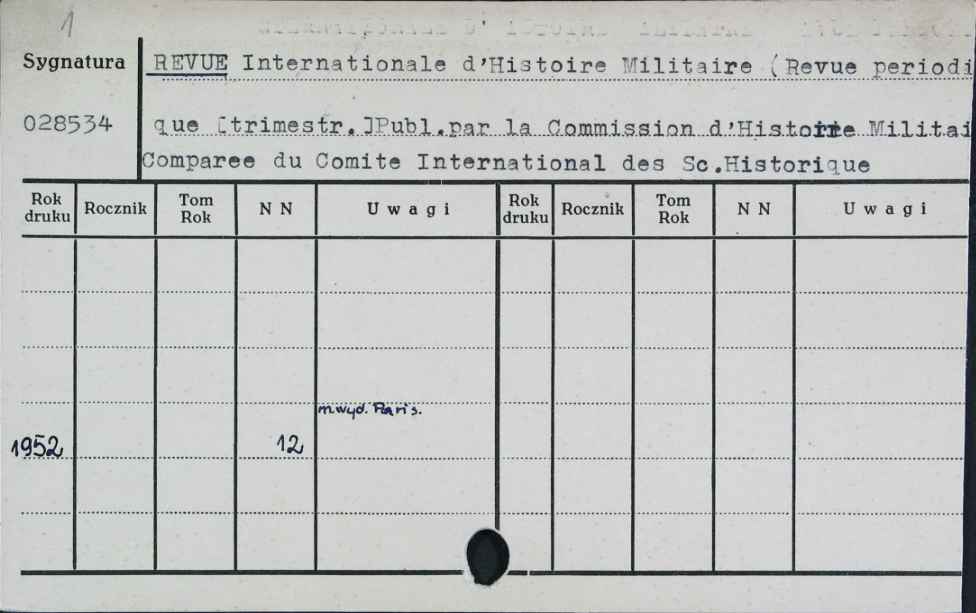 1
Sygnatura
REVUE Internationale d'Histoire Militaire (Revue periodi
028534
que [trimestr.]Publ.par la Commission d'Histoire Militai
Comparee du Comite International des Sc.Historique
Rok druku Rocznik Tom Rok N N U w a g i Rok druku Rocznik Tom Rok N N U w a g i
m.wyd. Paris.
1952 12